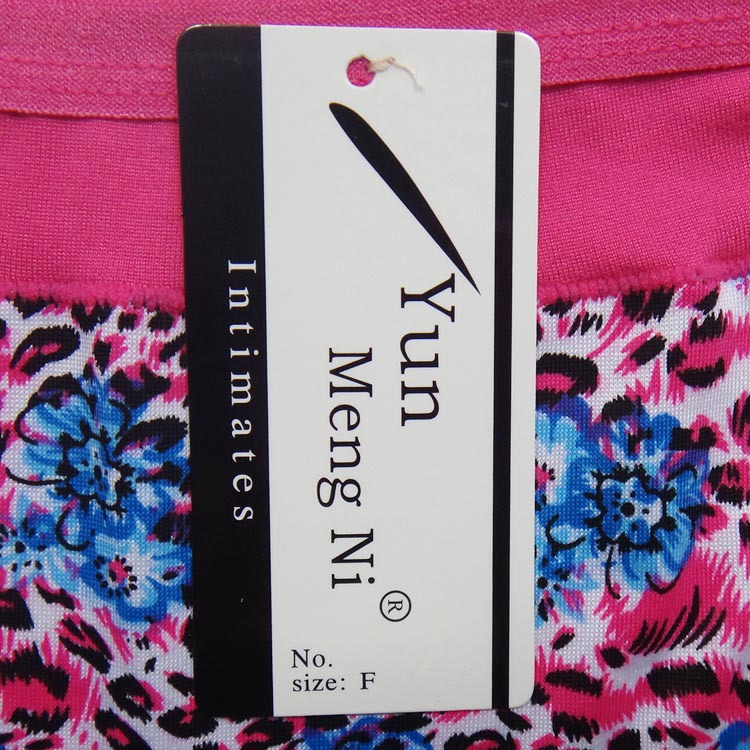 Intimates
Yun
Meng Ni®
No.
size: F